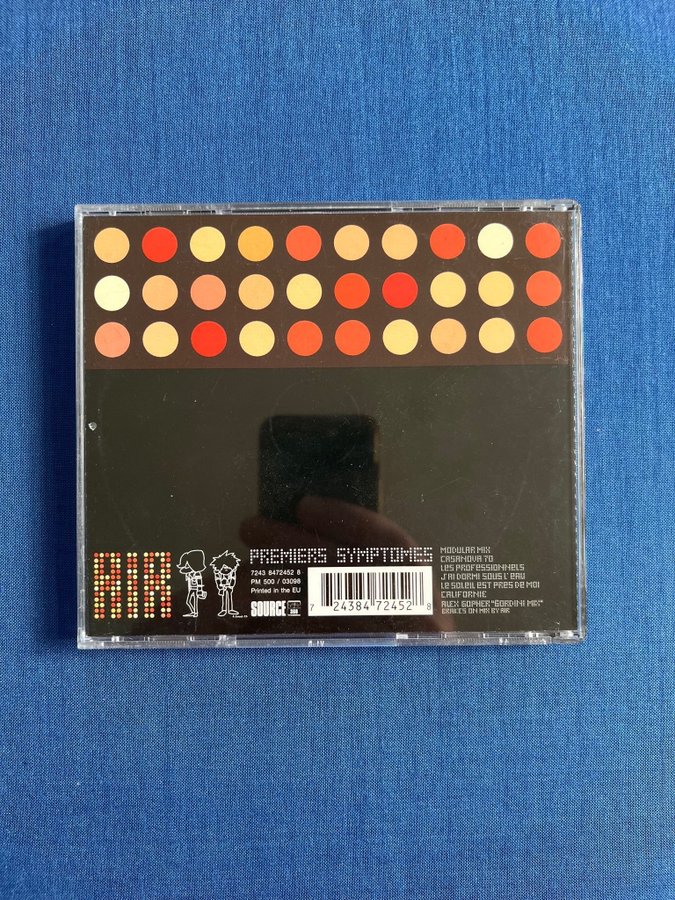 AIR
PREMIERS SYMPTOMES
7243 8472452 8
PM 500 / 03098
Printed in the EU
SOURCE
7 24384 72452 8
MODULAR MIX
CASANOVA 70
LES PROFESSIONNELS
J'AI DORMI SOUS L'EAU
LE SOLEIL EST PRES DE MOI
CALIFORNIE
ALEX GOPHER "GORDINI MIX"
BRAKES ON MIX BY AIR